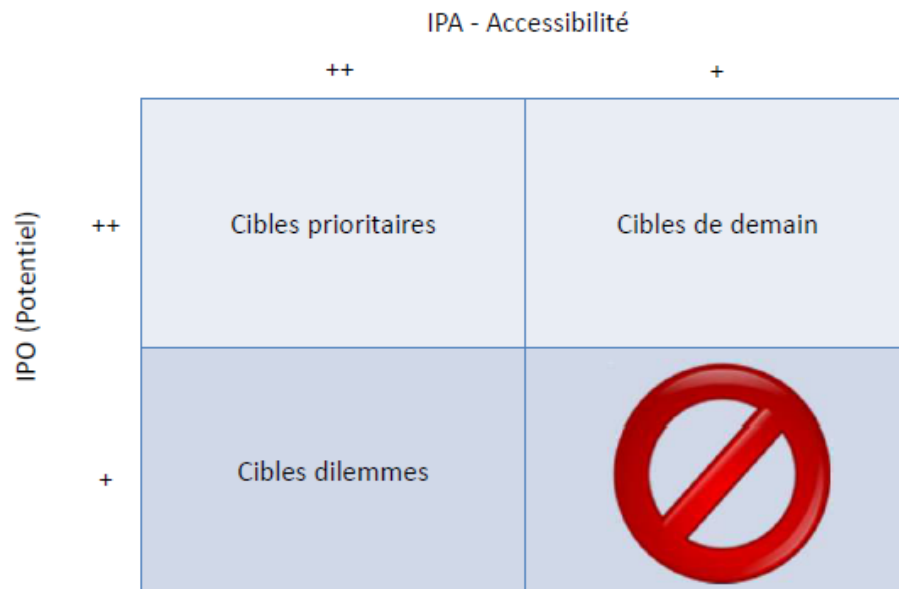 IPA - Accessibilité
++ +
IPO (Potentiel)
++
Cibles prioritaires
Cibles de demain
+
Cibles dilemmes